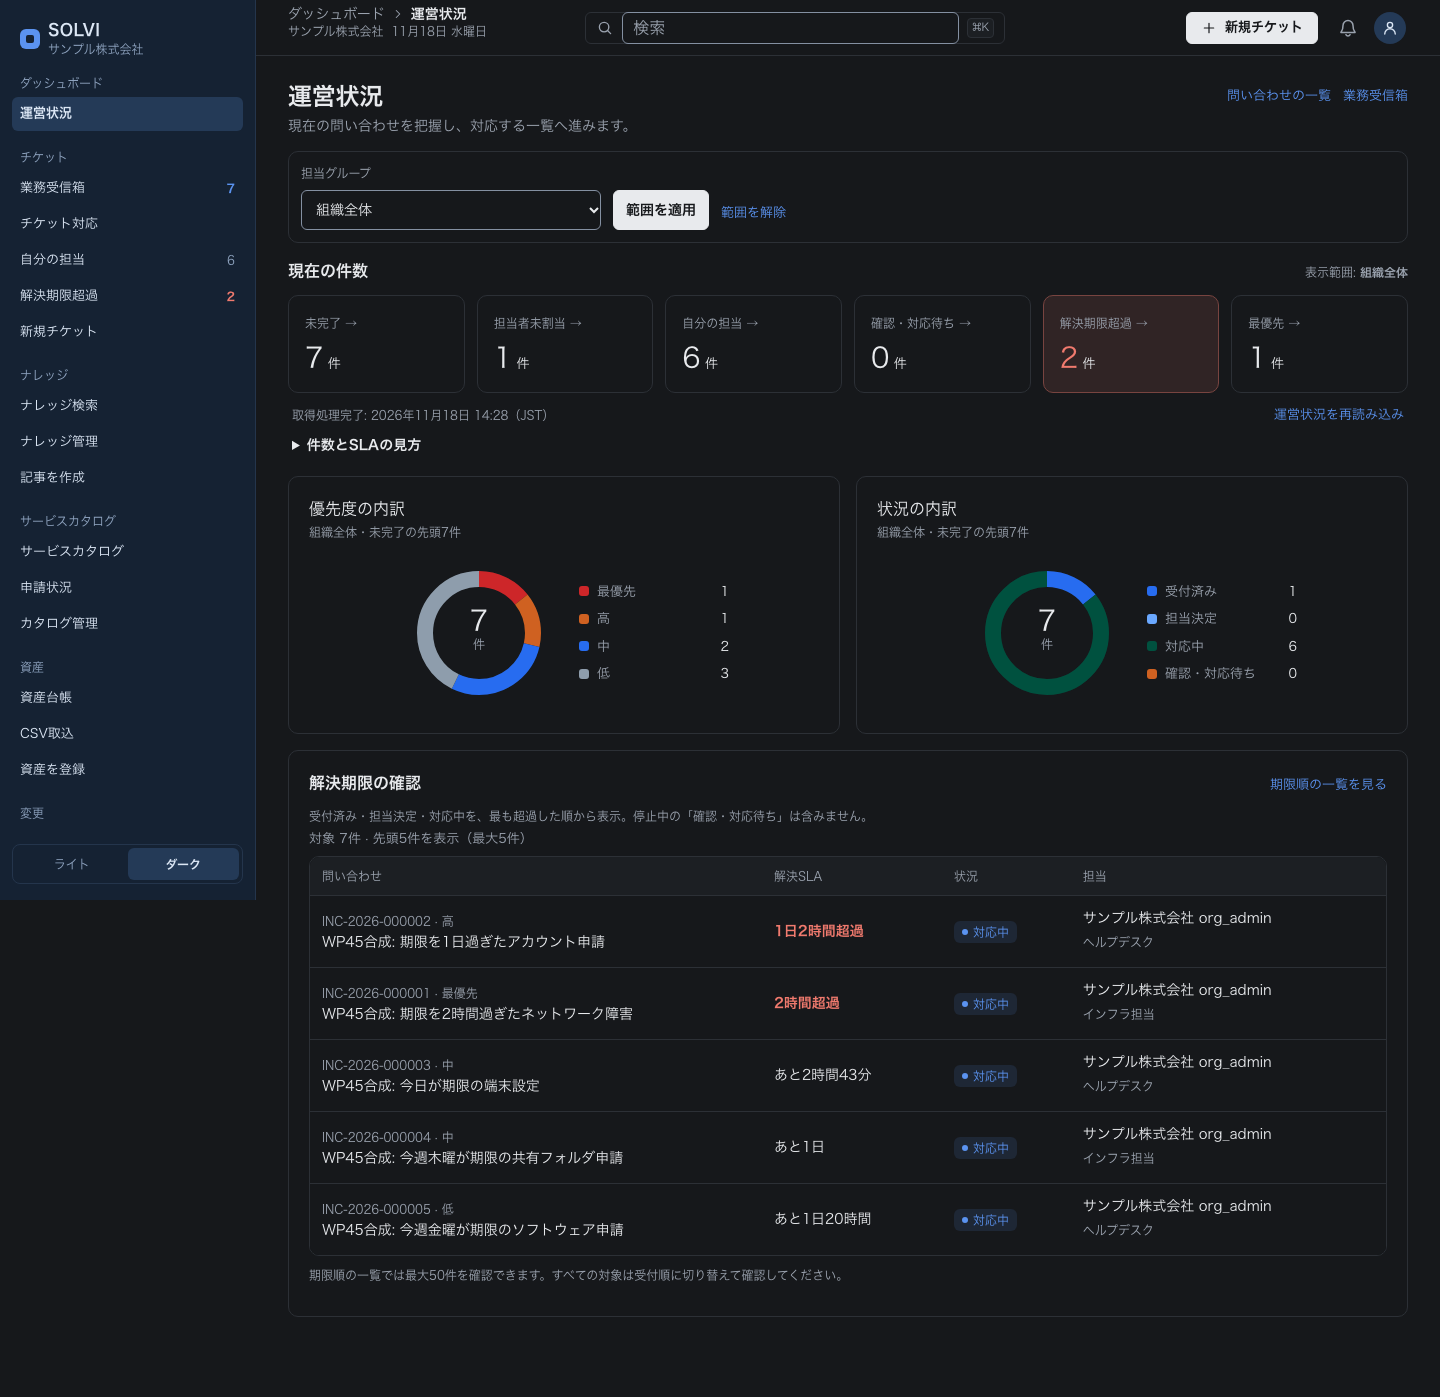 SOLVI
サンプル株式会社
ダッシュボード
運営状況
チケット
業務受信箱 7
チケット対応
自分の担当 6
解決期限超過 2
新規チケット
ナレッジ
ナレッジ検索
ナレッジ管理
記事を作成
サービスカタログ
サービスカタログ
申請状況
カタログ管理
資産
資産台帳
CSV取込
資産を登録
変更
ライト ダーク
ダッシュボード > 運営状況
サンプル株式会社 11月18日 水曜日
検索 ⌘K
+ 新規チケット
運営状況
現在の問い合わせを把握し、対応する一覧へ進みます。
問い合わせの一覧 業務受信箱
担当グループ
組織全体 範囲を適用 範囲を解除
現在の件数
表示範囲: 組織全体
未完了 →
7 件
担当者未割当 →
1 件
自分の担当 →
6 件
確認・対応待ち →
0 件
解決期限超過 →
2 件
最優先 →
1 件
取得処理完了: 2026年11月18日 14:28（JST）
運営状況を再読み込み
▶ 件数とSLAの見方
優先度の内訳
組織全体・未完了の先頭7件
7
件
最優先 1
高 1
中 2
低 3
状況の内訳
組織全体・未完了の先頭7件
7
件
受付済み 1
担当決定 0
対応中 6
確認・対応待ち 0
解決期限の確認
期限順の一覧を見る
受付済み・担当決定・対応中を、最も超過した順から表示。停止中の「確認・対応待ち」は含みません。
対象 7件 · 先頭5件を表示（最大5件）
問い合わせ 解決SLA 状況 担当
INC-2026-000002 · 高
WP45合成: 期限を1日過ぎたアカウント申請
1日2時間超過
対応中
サンプル株式会社 org_admin
ヘルプデスク
INC-2026-000001 · 最優先
WP45合成: 期限を2時間過ぎたネットワーク障害
2時間超過
対応中
サンプル株式会社 org_admin
インフラ担当
INC-2026-000003 · 中
WP45合成: 今日が期限の端末設定
あと2時間43分
対応中
サンプル株式会社 org_admin
ヘルプデスク
INC-2026-000004 · 中
WP45合成: 今週木曜が期限の共有フォルダ申請
あと1日
対応中
サンプル株式会社 org_admin
インフラ担当
INC-2026-000005 · 低
WP45合成: 今週金曜が期限のソフトウェア申請
あと1日20時間
対応中
サンプル株式会社 org_admin
ヘルプデスク
期限順の一覧では最大50件を確認できます。すべての対象は受付順に切り替えて確認してください。